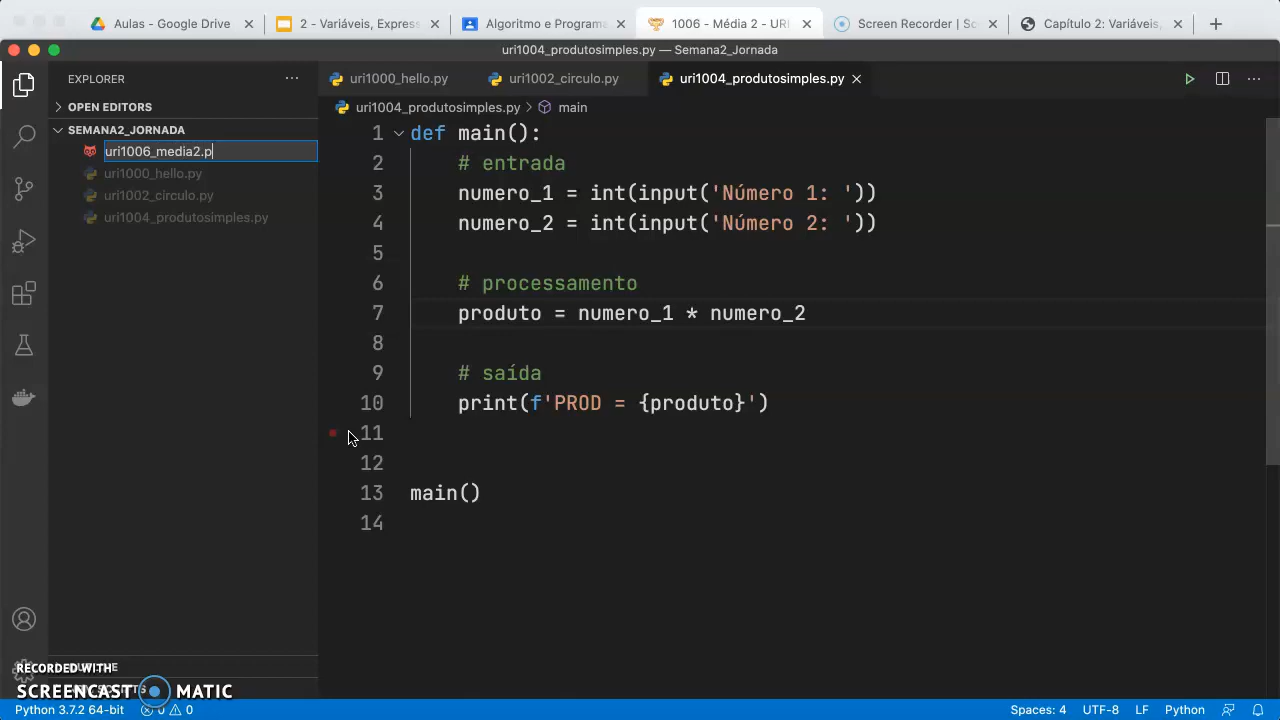 Aulas - Google Drive
2 - Variáveis, Express
Algoritmo e Programa
1006 - Média 2 - URI
Screen Recorder | Sc
Capítulo 2: Variáveis,
uri1004_produtosimples.py — Semana2_Jornada
EXPLORER
uri1000_hello.py
uri1002_circulo.py
uri1004_produtosimples.py
OPEN EDITORS
uri1004_produtosimples.py > main
SEMANA2_JORNADA
uri1006_media2.p
uri1000_hello.py
uri1002_circulo.py
uri1004_produtosimples.py
1 def main():
2 # entrada
3 numero_1 = int(input('Número 1: '))
4 numero_2 = int(input('Número 2: '))
5
6 # processamento
7 produto = numero_1 * numero_2
8
9 # saída
10 print(f'PROD = {produto}')
11
12
13 main()
14
RECORDED WITH
SCREENCAST MATIC
Python 3.7.2 64-bit
0
0
Spaces: 4
UTF-8
LF
Python